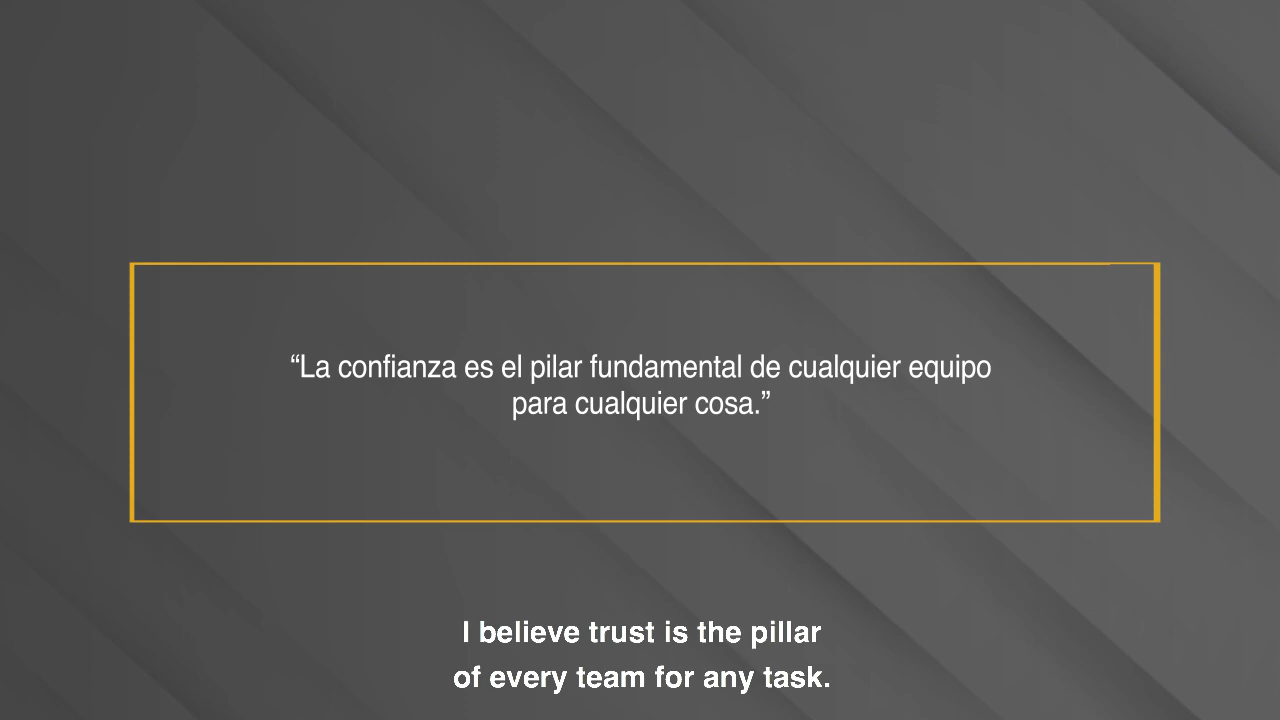 “La confianza es el pilar fundamental de cualquier equipo
para cualquier cosa.”
I believe trust is the pillar
of every team for any task.